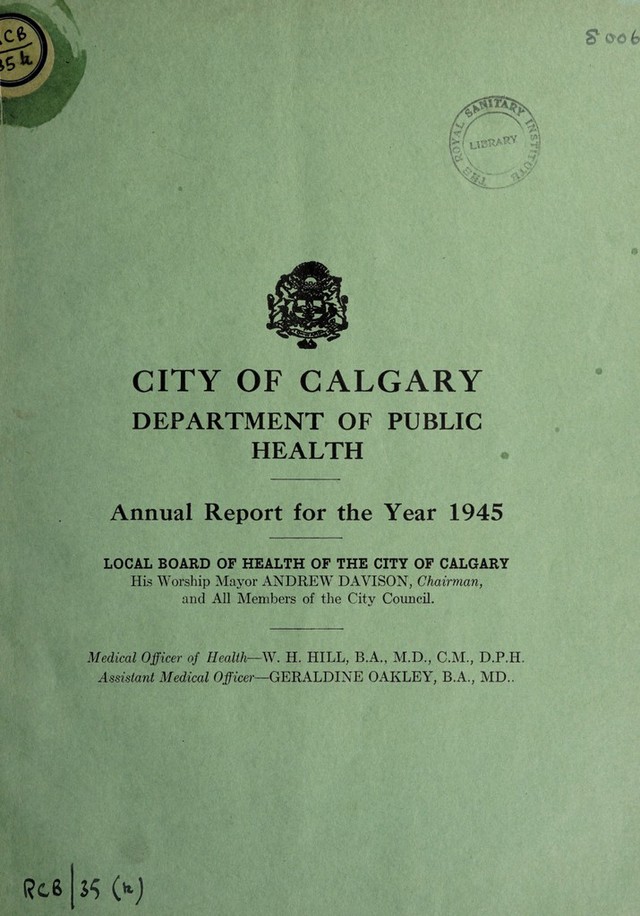 CB
35 k
8006
THE ROYAL SANITARY INSTITUTE
LIBRARY
CITY OF CALGARY
DEPARTMENT OF PUBLIC
HEALTH
Annual Report for the Year 1945
LOCAL BOARD OF HEALTH OF THE CITY OF CALGARY
His Worship Mayor ANDREW DAVISON, Chairman,
and All Members of the City Council.
Medical Officer of Health—W. H. HILL, B.A., M.D., C.M., D.P.H.
Assistant Medical Officer—GERALDINE OAKLEY, B.A., MD..
RCB/35 (k)